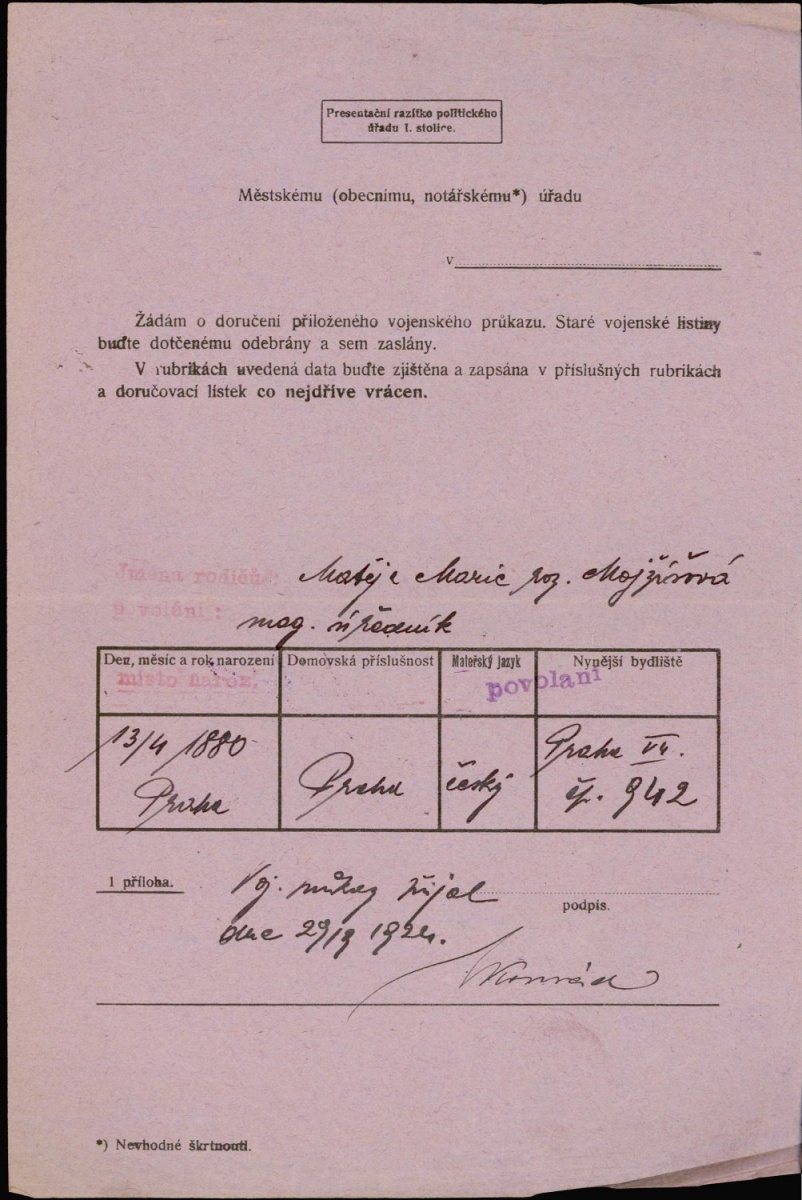 Presentační razítko politického
úřadu I. stolice.
Městskému (obecnímu, notářskému*) úřadu
v
Žádám o doručení přiloženého vojenského průkazu. Staré vojenské listiny
buďte dotčenému odebrány a sem zaslány.
V rubrikách uvedená data buďte zjištěna a zapsána v příslušných rubrikách
a doručovací lístek co nejdříve vrácen.
Jména rodičů: Matěj a Marie roz. Mojžíšová
povolání:
mag. úředník
Den, měsíc a rok narození Domovská příslušnost Mateřský jazyk Nynější bydliště
místo naroz. povolání
13/4 1880 Praha VII.
Praha Praha český čp. 942
1 příloha. Voj. průkaz přijal
podpis.
dne 29/9 1924.
Konrád
*) Nevhodné škrtnouti.